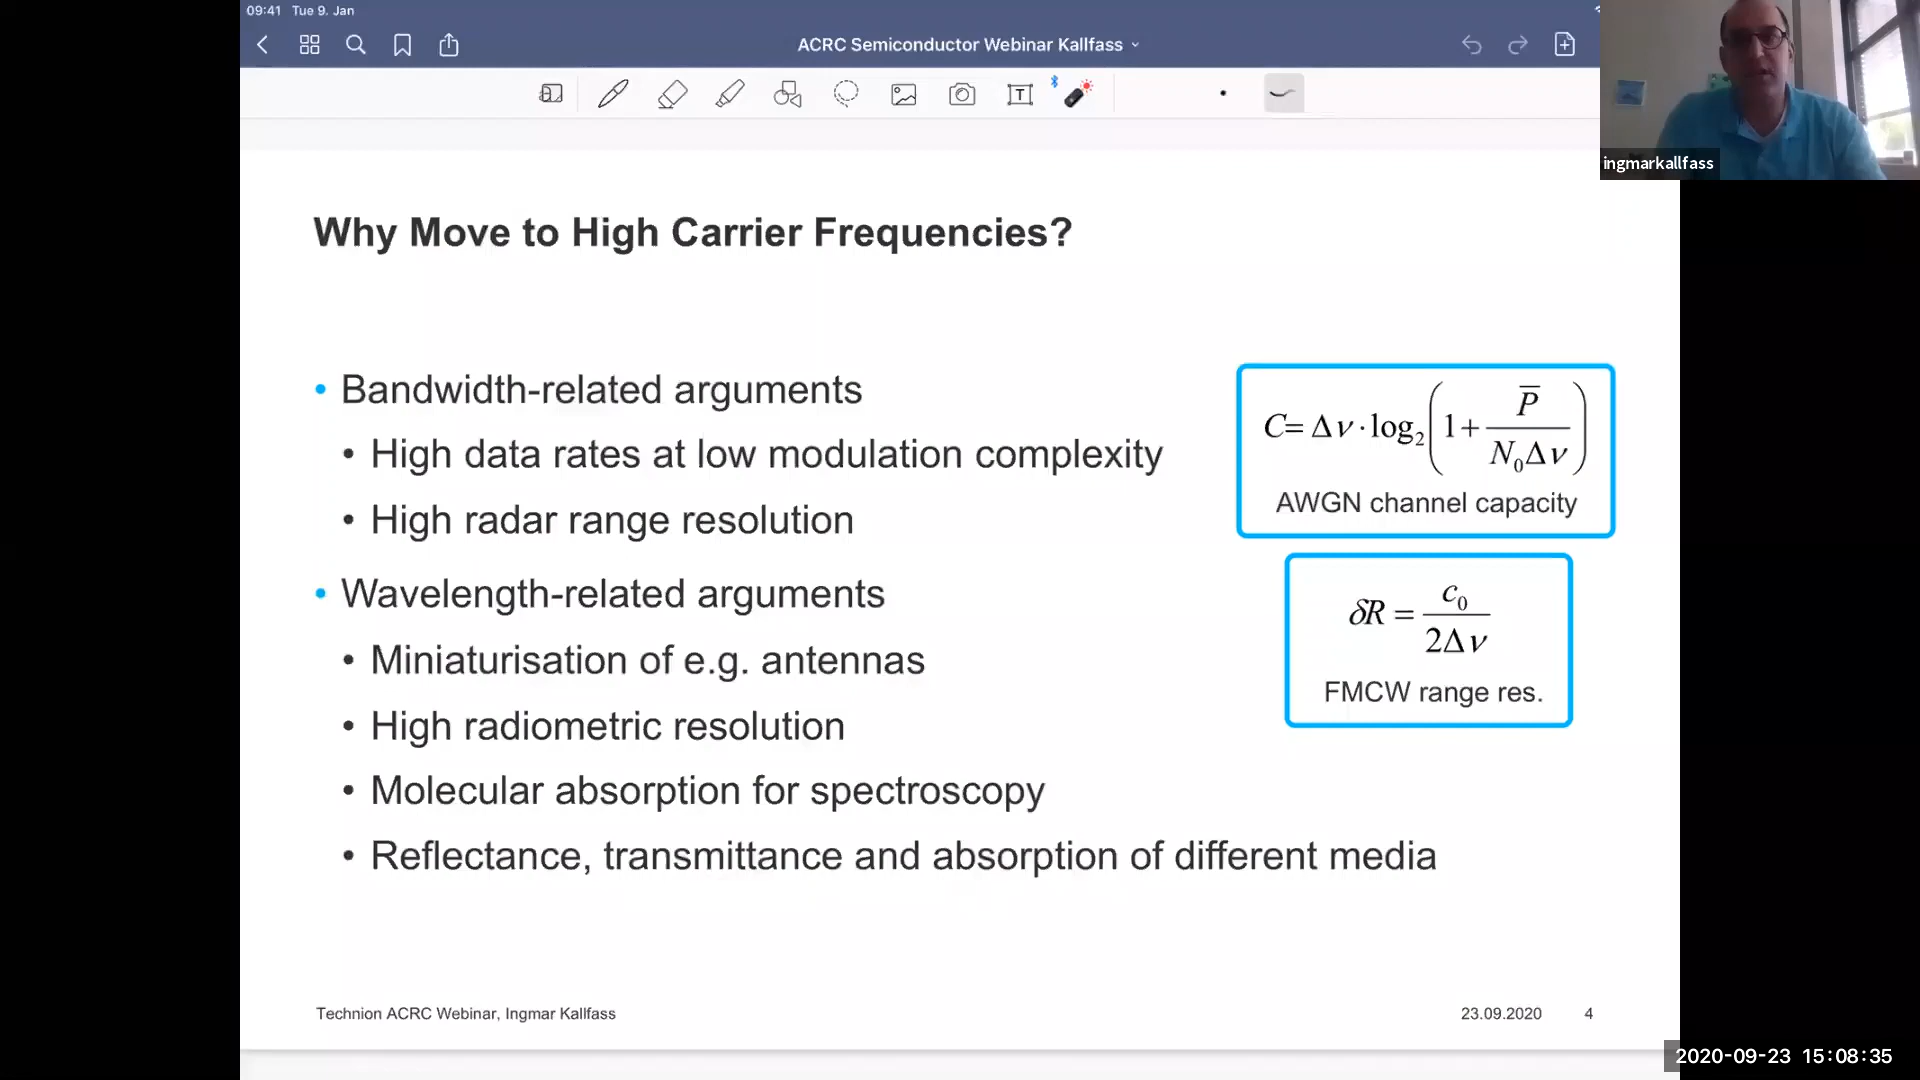 09:41 Tue 9. Jan
ACRC Semiconductor Webinar Kallfass
T
ingmarkallfass
Why Move to High Carrier Frequencies?
• Bandwidth-related arguments
• High data rates at low modulation complexity
• High radar range resolution
• Wavelength-related arguments
• Miniaturisation of e.g. antennas
• High radiometric resolution
• Molecular absorption for spectroscopy
• Reflectance, transmittance and absorption of different media
C= Δν · log₂(1+ P̅ / N₀Δν)
AWGN channel capacity
δR = c₀ / 2Δν
FMCW range res.
Technion ACRC Webinar, Ingmar Kallfass
23.09.2020 4
2020-09-23 15:08:35